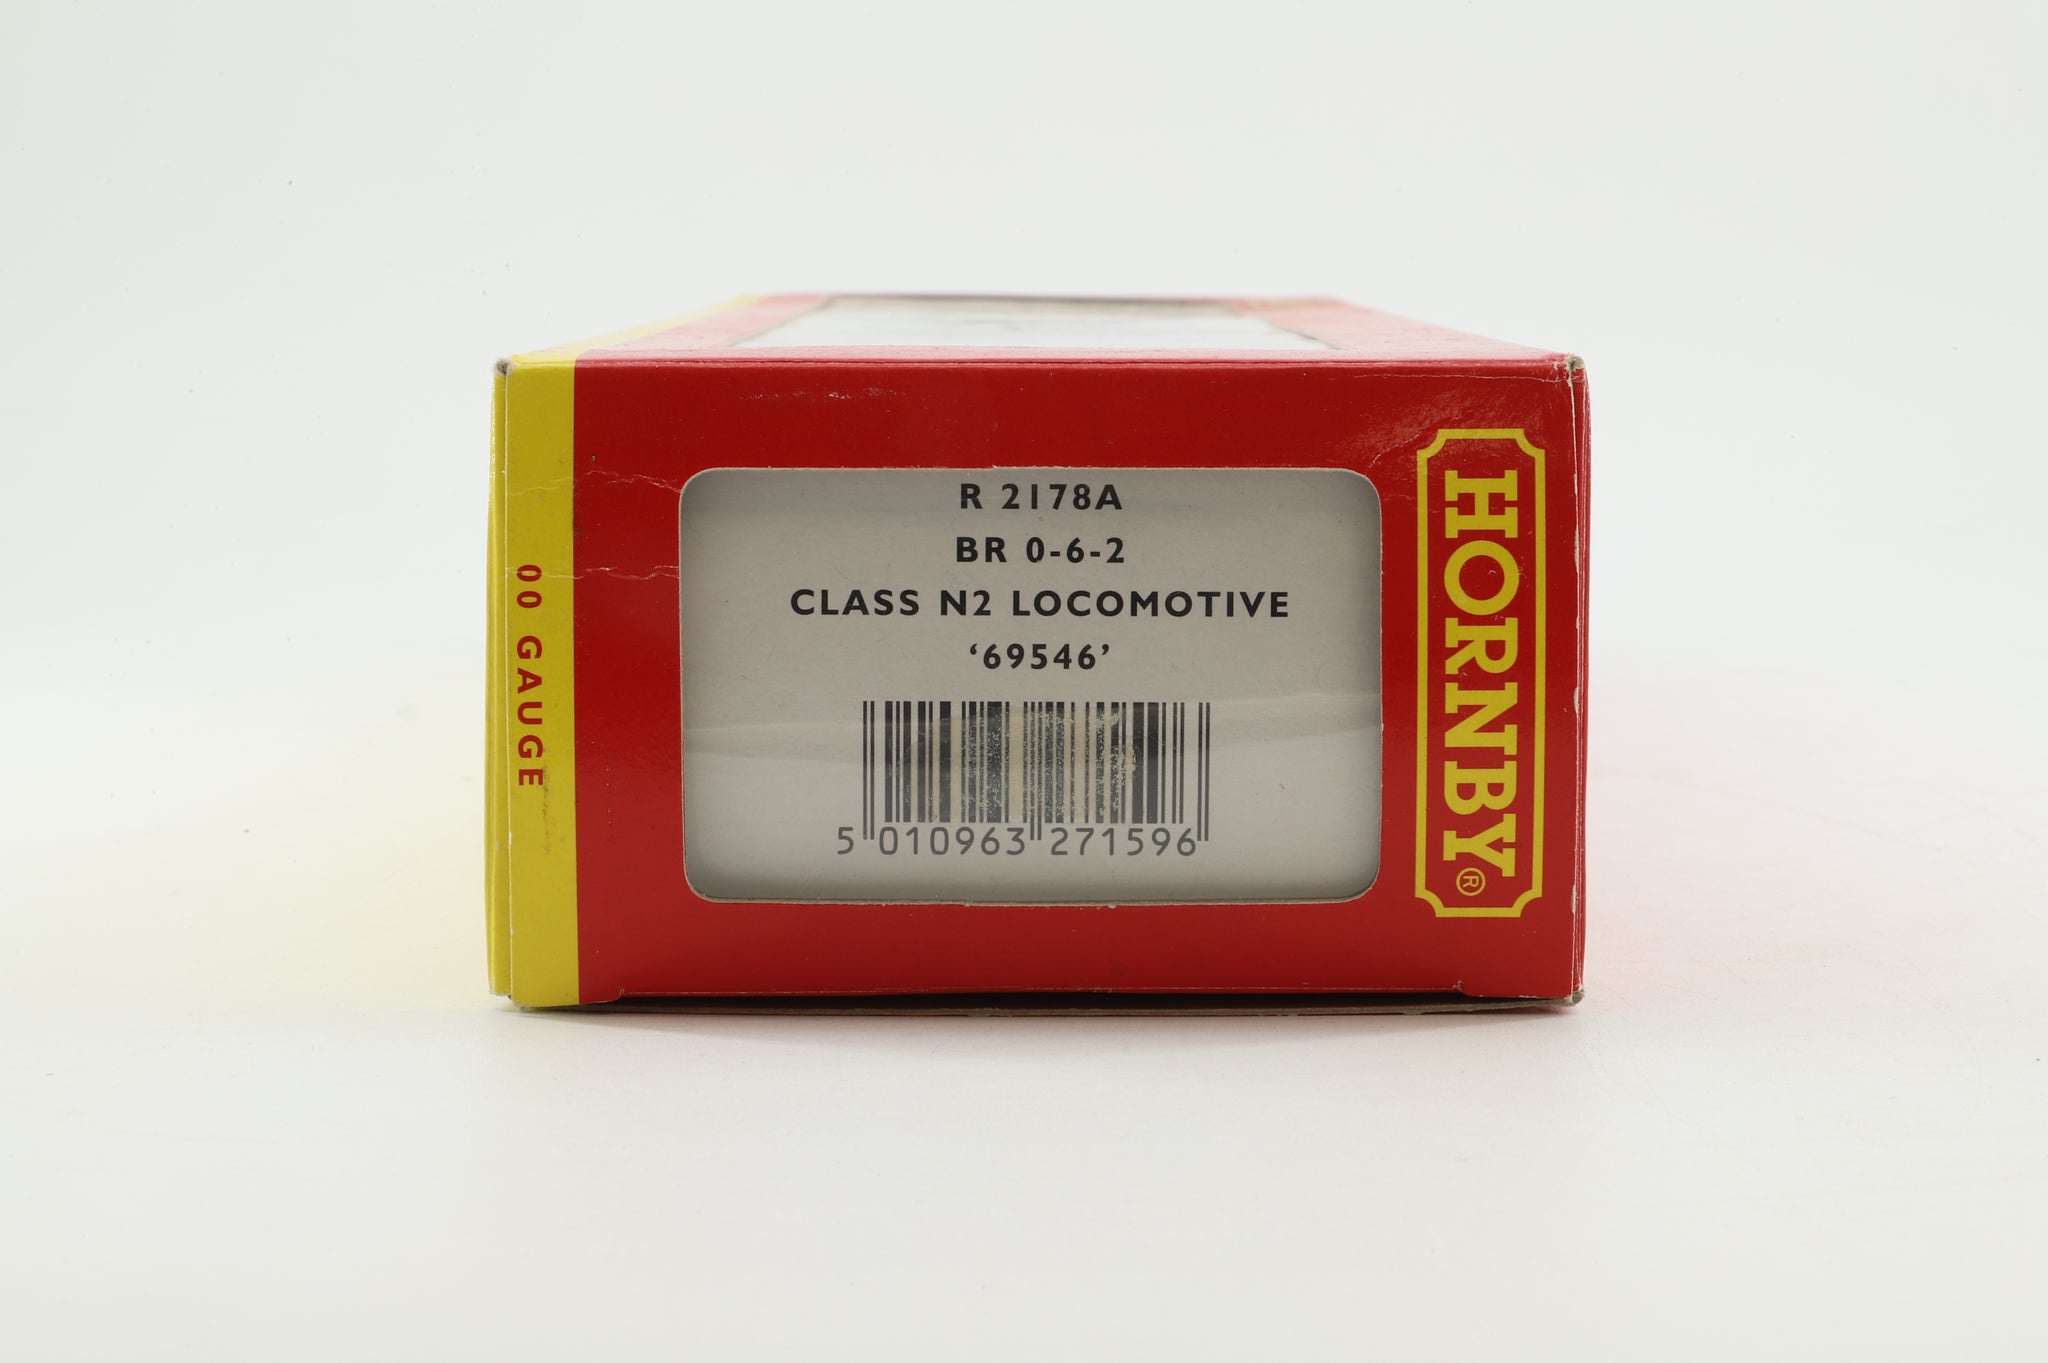 R 2178A
BR 0-6-2
CLASS N2 LOCOMOTIVE
‘69546’
5 010963 271596
00 GAUGE
HORNBY®